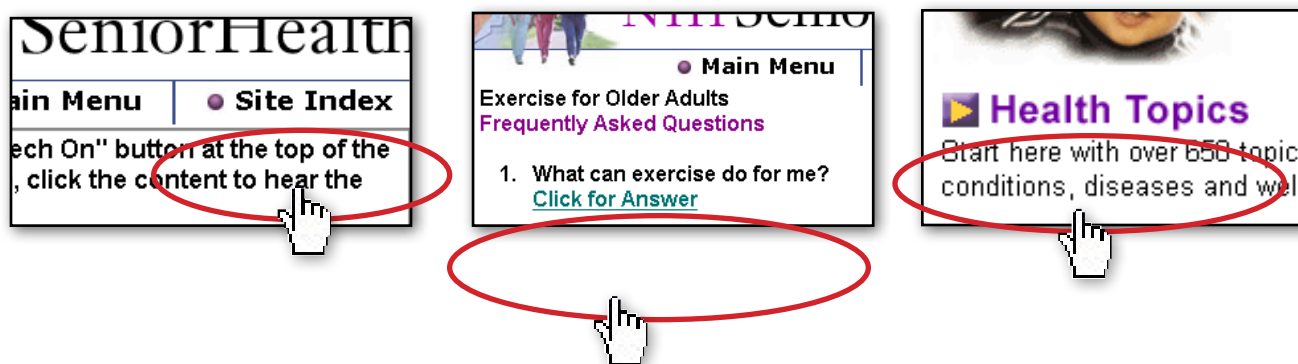 SeniorHealth
ain Menu
Site Index
ech On" button at the top of the
, click the content to hear the
NIHSenio
Main Menu
Exercise for Older Adults
Frequently Asked Questions
1. What can exercise do for me?
Click for Answer
Health Topics
Start here with over 650 topic
conditions, diseases and wel